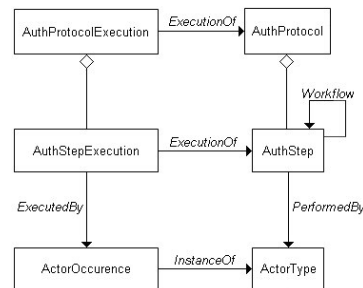 AuthProtocolExecution
ExecutionOf
AuthProtocol
Workflow
AuthStepExecution
ExecutionOf
AuthStep
ExecutedBy
PerformedBy
ActorOccurence
InstanceOf
ActorType